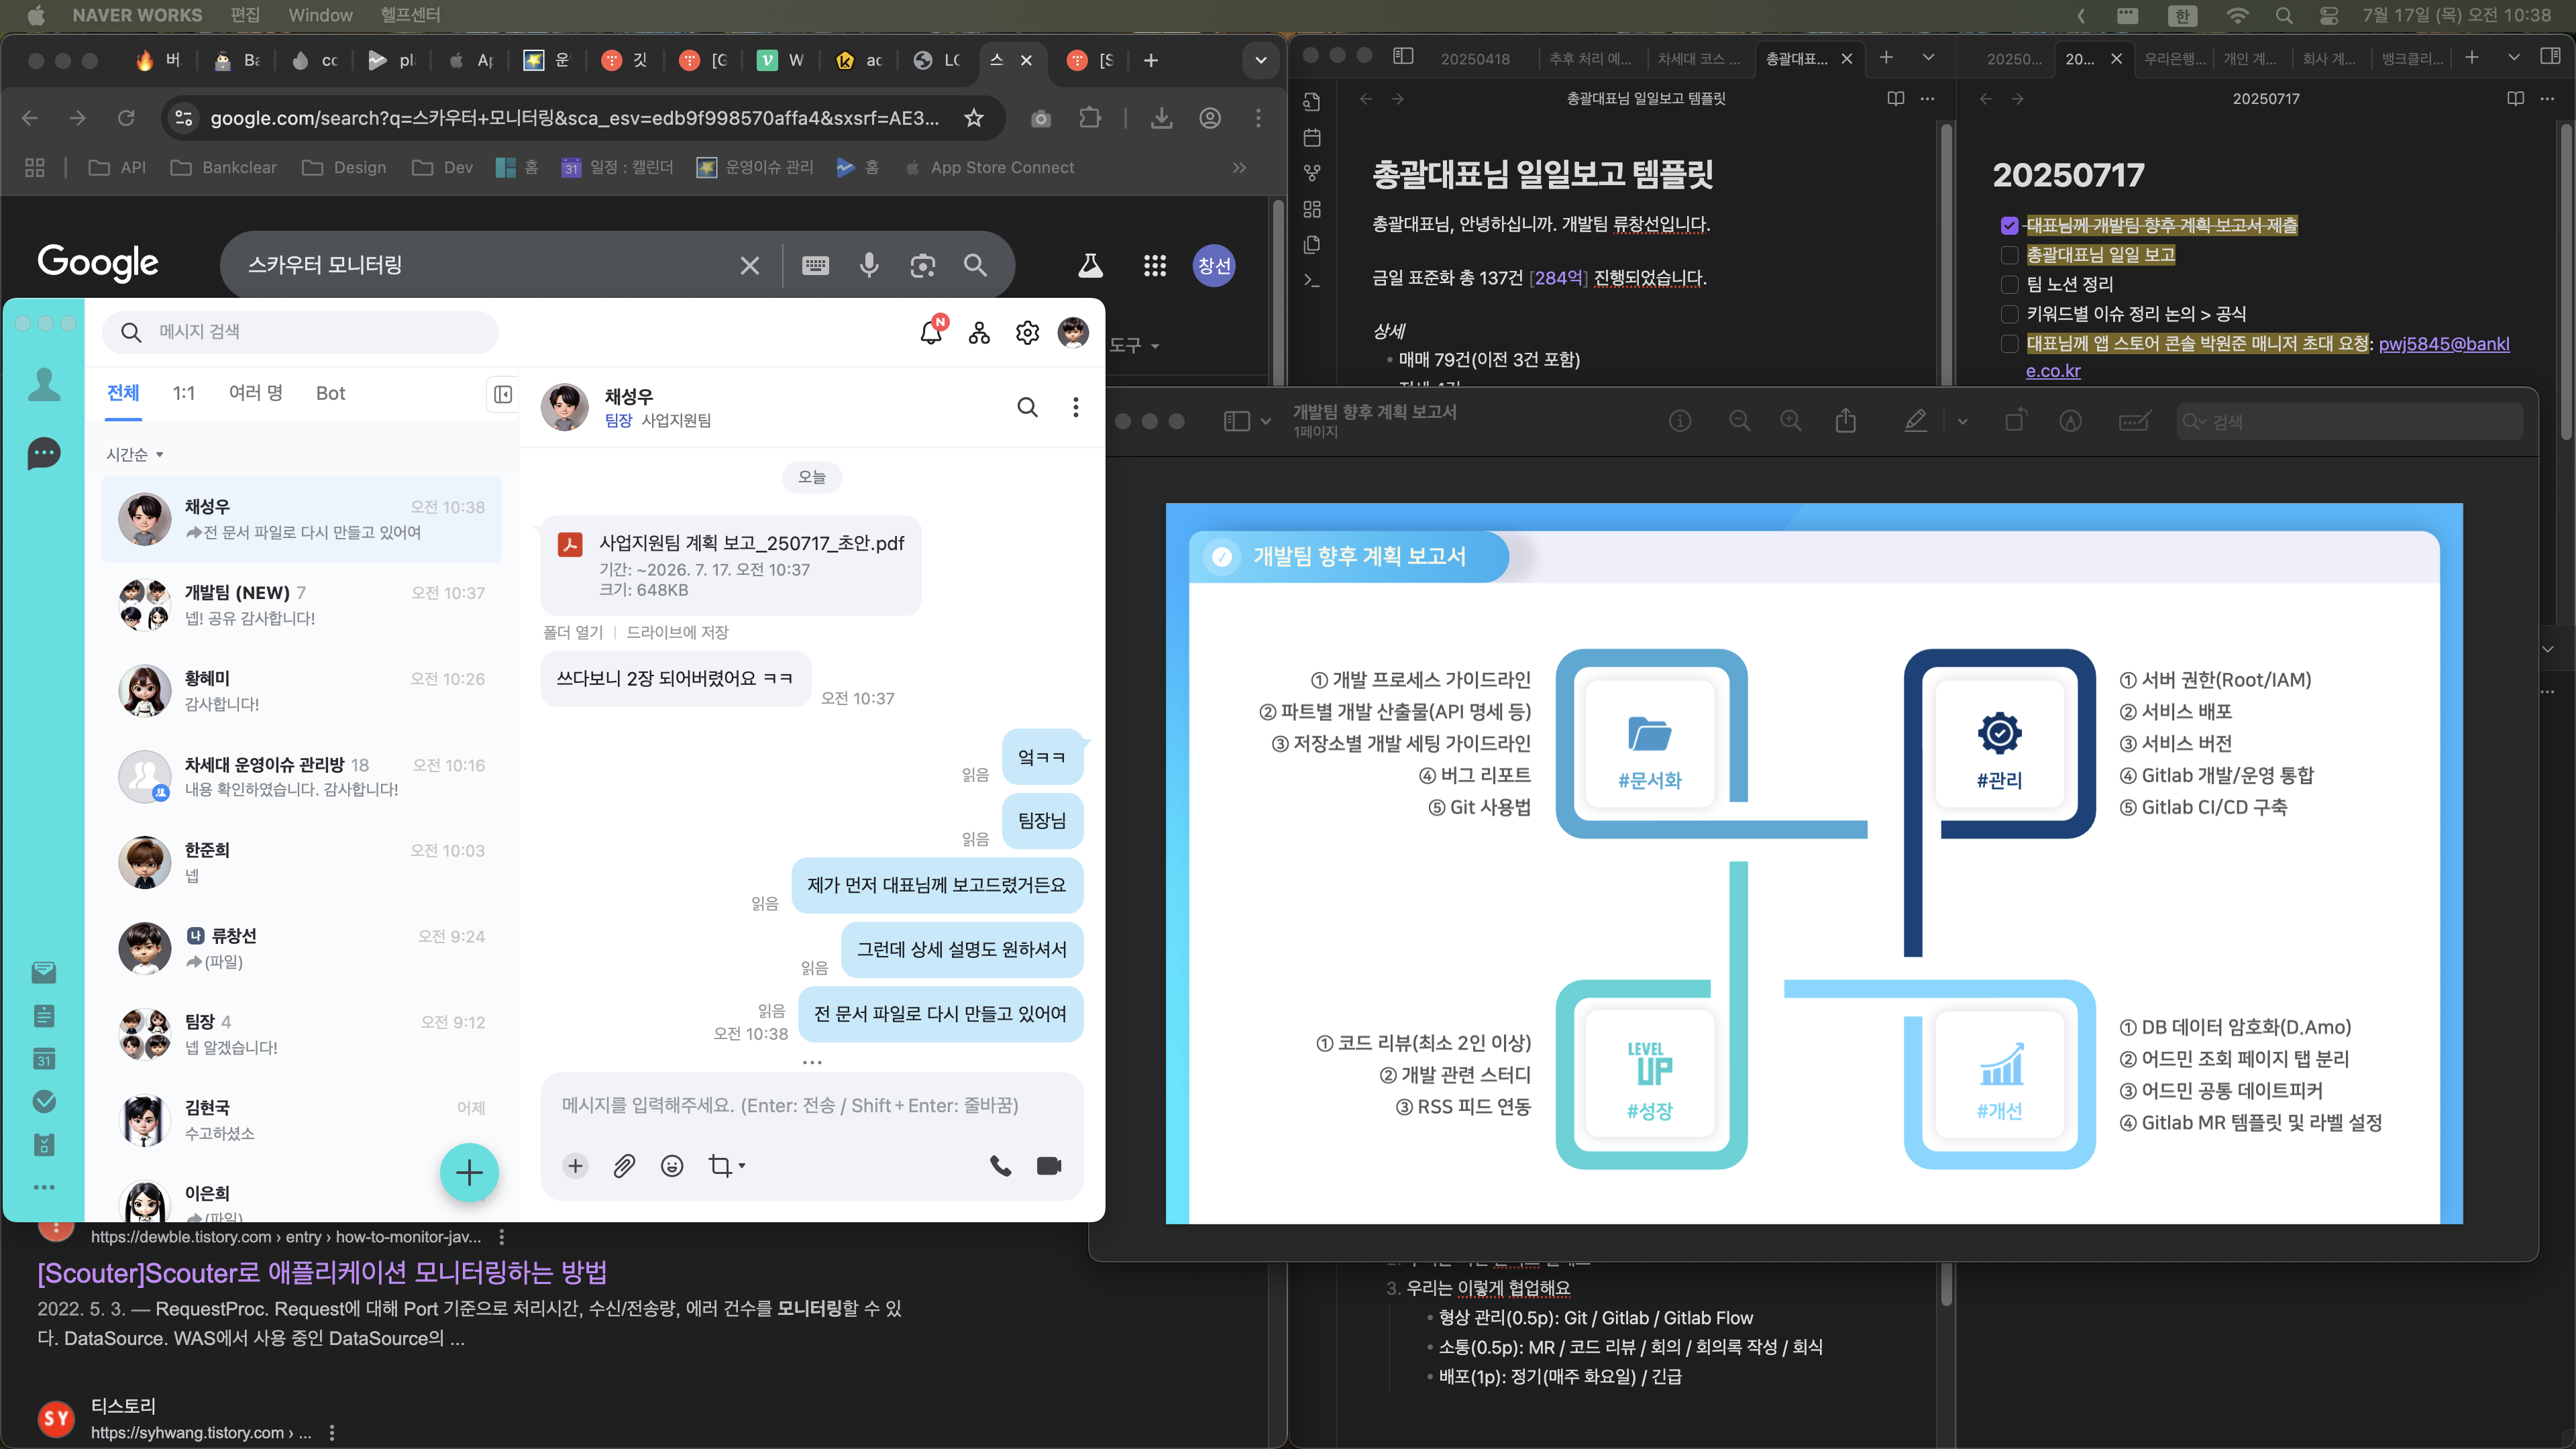 NAVER WORKS 편집 Window 헬프센터
한 7월 17일 (목) 오전 10:38
버 Ba cc pl Ap 운 깃 [G W ac LC 스 [S
google.com/search?q=스카우터+모니터링&sca_esv=edb9f998570affa4&sxsrf=AE3...
API Bankclear Design Dev 홈 31 일정 : 캘린더 운영이슈 관리 홈 App Store Connect
Google 스카우터 모니터링 창선
도구
메시지 검색
N
전체 1:1 여러 명 Bot
시간순
채성우 오전 10:38
전 문서 파일로 다시 만들고 있어여
개발팀 (NEW) 7 오전 10:37
넵! 공유 감사합니다!
황혜미 오전 10:26
감사합니다!
차세대 운영이슈 관리방 18 오전 10:16
내용 확인하였습니다. 감사합니다!
한준희 오전 10:03
넵
나 류창선 오전 9:24
(파일)
팀장 4 오전 9:12
넵 알겠습니다!
김현국 어제
수고하셨소
이은희
(파일)
31
채성우
팀장 사업지원팀
오늘
사업지원팀 계획 보고_250717_초안.pdf
기간: ~2026. 7. 17. 오전 10:37
크기: 648KB
폴더 열기 | 드라이브에 저장
쓰다보니 2장 되어버렸어요 ㅋㅋ
오전 10:37
읽음 엌ㅋㅋ
읽음 팀장님
읽음 제가 먼저 대표님께 보고드렸거든요
읽음 그런데 상세 설명도 원하셔서
읽음
오전 10:38
전 문서 파일로 다시 만들고 있어여
메시지를 입력해주세요. (Enter: 전송 / Shift+Enter: 줄바꿈)
https://dewble.tistory.com › entry › how-to-monitor-jav...
[Scouter]Scouter로 애플리케이션 모니터링하는 방법
2022. 5. 3. — RequestProc. Request에 대해 Port 기준으로 처리시간, 수신/전송량, 에러 건수를 모니터링할 수 있
다. DataSource. WAS에서 사용 중인 DataSource의 ...
SY
티스토리
https://syhwang.tistory.com › ...
20250418 추후 처리 예... 차세대 코스 ... 총괄대표...
총괄대표님 일일보고 템플릿
총괄대표님 일일보고 템플릿
총괄대표님, 안녕하십니까. 개발팀 류창선입니다.
금일 표준화 총 137건 [284억] 진행되었습니다.
상세
매매 79건(이전 3건 포함)
20250... 20... 우리은행... 개인 계... 회사 계... 뱅크클리...
20250717
20250717
대표님께 개발팀 향후 계획 보고서 제출
총괄대표님 일일 보고
팀 노션 정리
키워드별 이슈 정리 논의 > 공식
대표님께 앱 스토어 콘솔 박원준 매니저 초대 요청: pwj5845@bankl
e.co.kr
개발팀 향후 계획 보고서
1페이지
검색
개발팀 향후 계획 보고서
① 개발 프로세스 가이드라인
② 파트별 개발 산출물(API 명세 등)
③ 저장소별 개발 세팅 가이드라인
④ 버그 리포트
⑤ Git 사용법
#문서화
#관리
① 서버 권한(Root/IAM)
② 서비스 배포
③ 서비스 버전
④ Gitlab 개발/운영 통합
⑤ Gitlab CI/CD 구축
① 코드 리뷰(최소 2인 이상)
② 개발 관련 스터디
③ RSS 피드 연동
LEVEL
UP
#성장
#개선
① DB 데이터 암호화(D.Amo)
② 어드민 조회 페이지 탭 분리
③ 어드민 공통 데이트피커
④ Gitlab MR 템플릿 및 라벨 설정
3. 우리는 이렇게 협업해요
형상 관리(0.5p): Git / Gitlab / Gitlab Flow
소통(0.5p): MR / 코드 리뷰 / 회의 / 회의록 작성 / 회식
배포(1p): 정기(매주 화요일) / 긴급